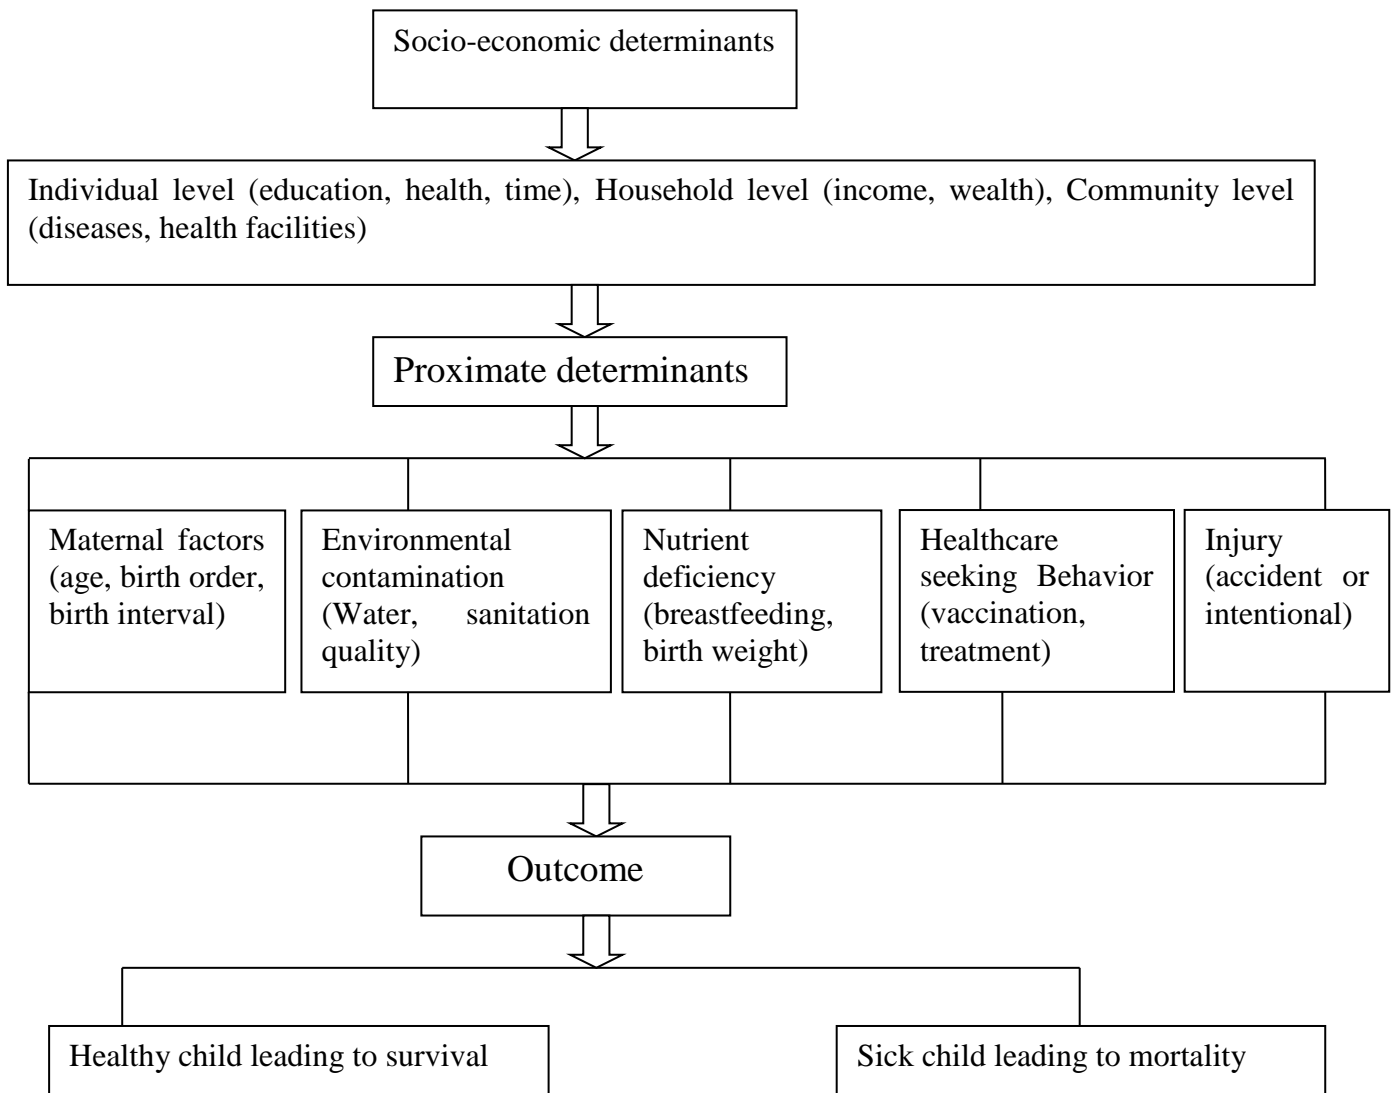 Socio-economic determinants
Individual level (education, health, time), Household level (income, wealth), Community level
(diseases, health facilities)
Proximate determinants
Maternal factors
(age, birth order,
birth interval)
Environmental
contamination
(Water, sanitation
quality)
Nutrient
deficiency
(breastfeeding,
birth weight)
Healthcare
seeking Behavior
(vaccination,
treatment)
Injury
(accident or
intentional)
Outcome
Healthy child leading to survival
Sick child leading to mortality